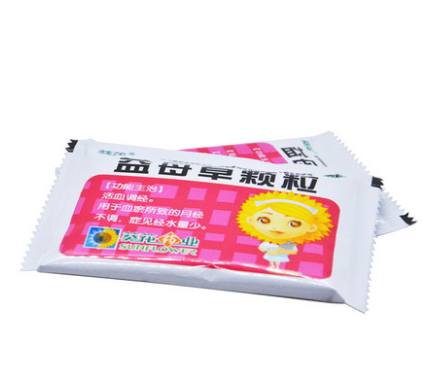 益母草颗粒
【功能主治】
活血调经。
用于血瘀所致的月经
不调，症见经水量少。
葵花药业
SUNFLOWER